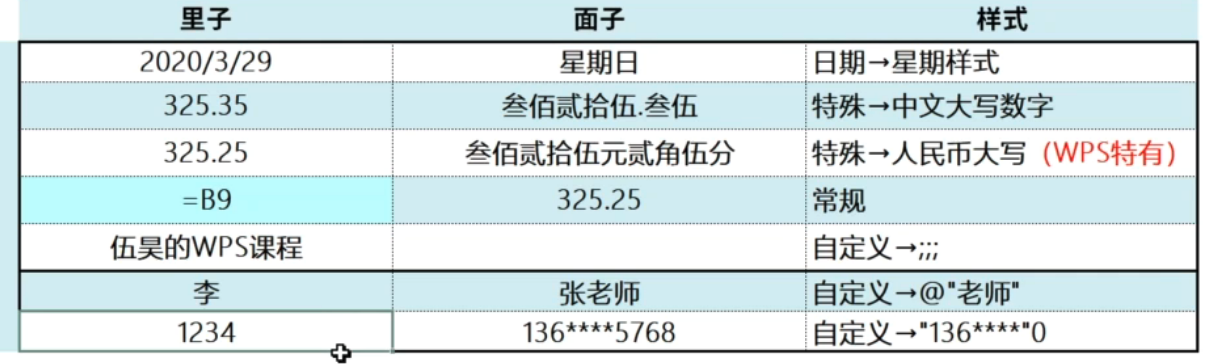 里子 面子 样式
2020/3/29 星期日 日期→星期样式
325.35 叁佰贰拾伍.叁伍 特殊→中文大写数字
325.25 叁佰贰拾伍元贰角伍分 特殊→人民币大写（WPS特有）
=B9 325.25 常规
伍昊的WPS课程 自定义→;;;
李 张老师 自定义→@"老师"
1234 136****5768 自定义→"136****"0